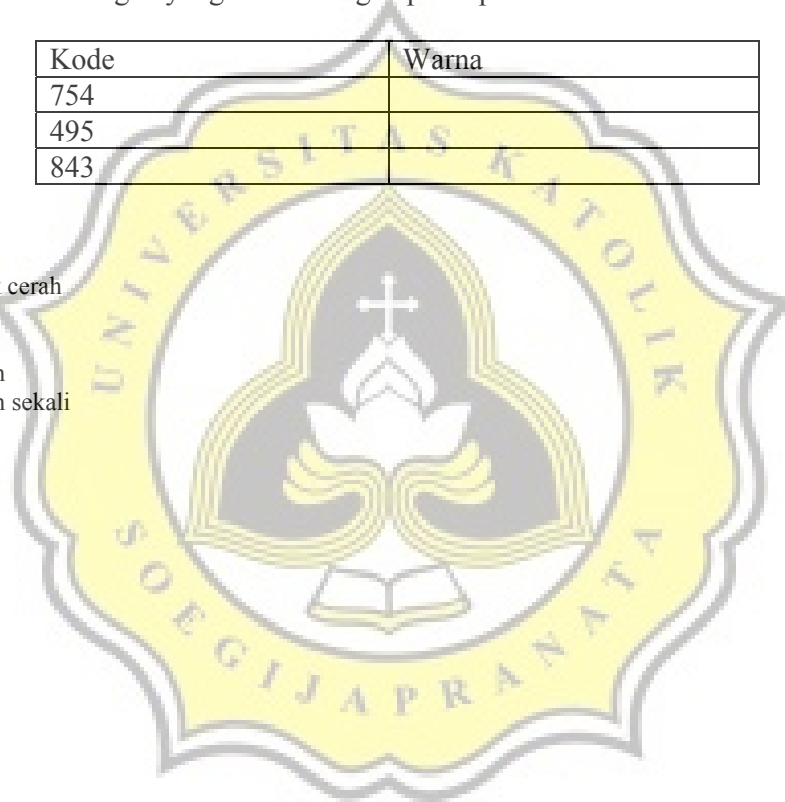 Kode Warna
754
495
843
cerah
sekali
UNIVERSITAS KATOLIK
SOEGIJAPRANATA